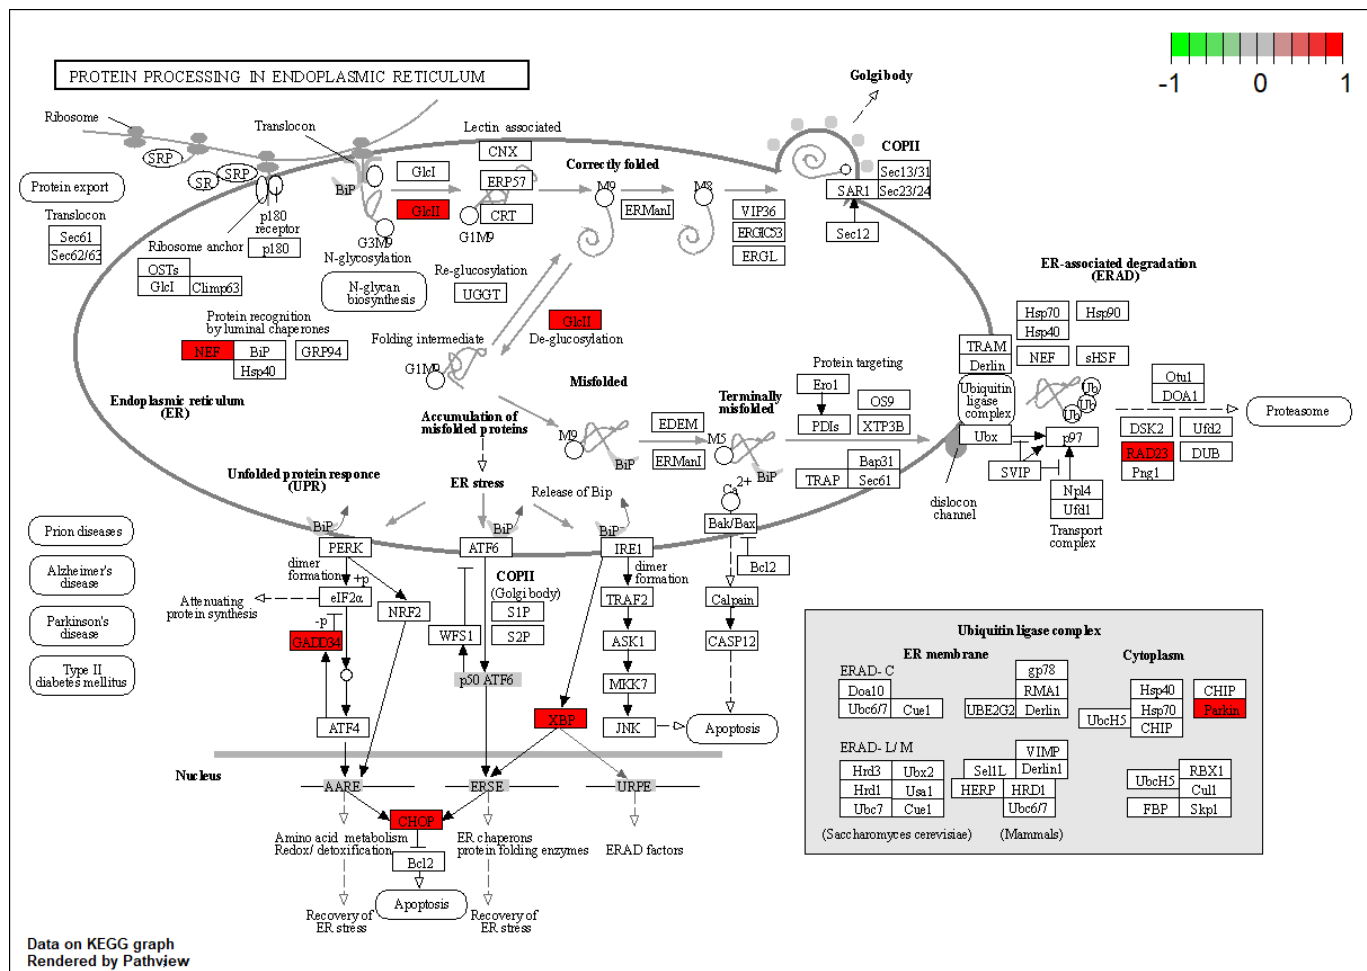 PROTEIN PROCESSING IN ENDOPLASMIC RETICULUM
-1
0
1
Ribosome
SRP
SR
SRP
Translocon
BiP
Protein export
Translocon
Sec61
Sec62/63
p180
receptor
p180
Ribosome anchor
OSTs
GlcI
Climp63
G3M9
N-glycosylation
N-glycan
biosynthesis
GlcI
GlcII
Lectin associated
CNX
ERP57
CRT
G1M9
Correctly folded
M9
ERManI
M8
VIP36
ERGIC53
ERGL
Golgi body
COPII
Sec13/31
SAR1
Sec23/24
Sec12
Re-glucosylation
UGGT
GlcII
De-glucosylation
Protein recognition
by luminal chaperones
NEF
BiP
GRP94
Hsp40
Folding intermediate
G1M9
Endoplasmic reticulum
(ER)
Misfolded
Accumulation of
misfolded proteins
M9
BiP
EDEM
ERManI
Terminally
misfolded
M5
BiP
Protein targeting
Ero1
PDIs
OS9
XTP3B
Bap31
TRAP
Sec61
ER-associated degradation
(ERAD)
Hsp70
Hsp90
Hsp40
NEF
sHSF
TRAM
Derlin
Ubiquitin
ligase
complex
Ub
Ub
Ub
Ubx
p97
SVIP
Npl4
Ufd1
Transport
complex
dislocon
channel
Otu1
DOA1
DSK2
Ufd2
RAD23
DUB
Png1
Proteasome
Unfolded protein responce
(UPR)
ER stress
Release of Bip
BiP
BiP
BiP
PERK
ATF6
IRE1
Ca2+
Bak/Bax
Bcl2
Calpain
CASP12
Apoptosis
Prion diseases
Alzheimer's
disease
Parkinson's
disease
Type II
diabetes mellitus
dimer
formation
+p
eIF2α
Attenuating
protein synthesis
-p
GADD34
NRF2
ATF4
COPII
(Golgi body)
S1P
S2P
WFS1
p50 ATF6
dimer
formation
TRAF2
ASK1
MKK7
JNK
XBP
Nucleus
AARE
ERSE
URPE
CHOP
Amino acid metabolism
Redox/ detoxification
ER chaperons
protein folding enzymes
ERAD factors
Bcl2
Apoptosis
Recovery of
ER stress
Recovery of
ER stress
Ubiquitin ligase complex
ER membrane
Cytoplasm
ERAD- C
Doa10
Ubc6/7
Cue1
gp78
RMA1
UBE2G2
Derlin
Hsp40
CHIP
UbcH5
Hsp70
Parkin
CHIP
ERAD- L/ M
Hrd3
Ubx2
Hrd1
Usa1
Ubc7
Cue1
VIMP
Sel1L
Derlin1
HERP
HRD1
Ubc6/7
RBX1
UbcH5
Cul1
FBP
Skp1
(Saccharomyces cerevisiae)
(Mammals)
Data on KEGG graph
Rendered by Pathview